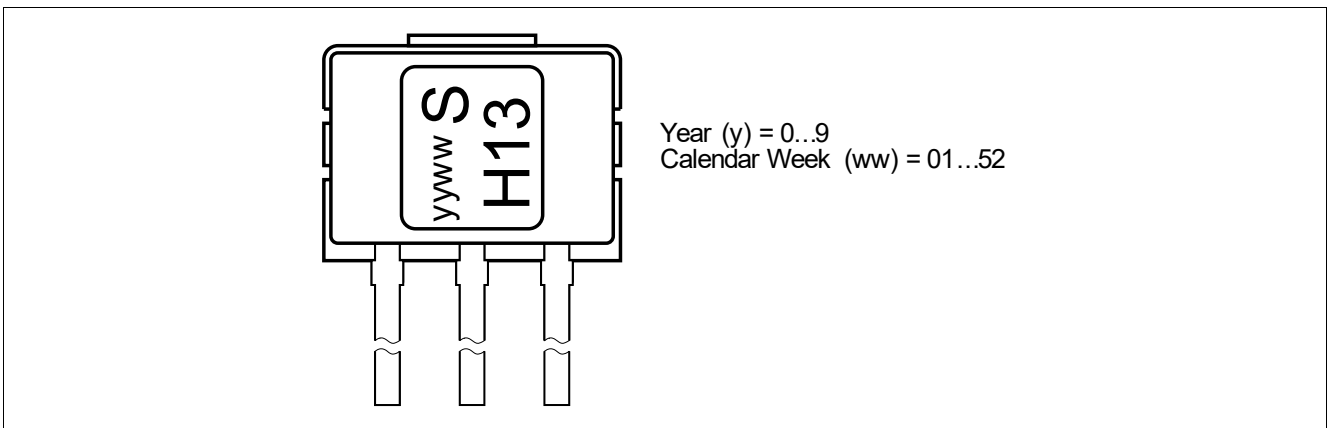 yyww S
H13
Year (y) = 0...9
Calendar Week (ww) = 01...52